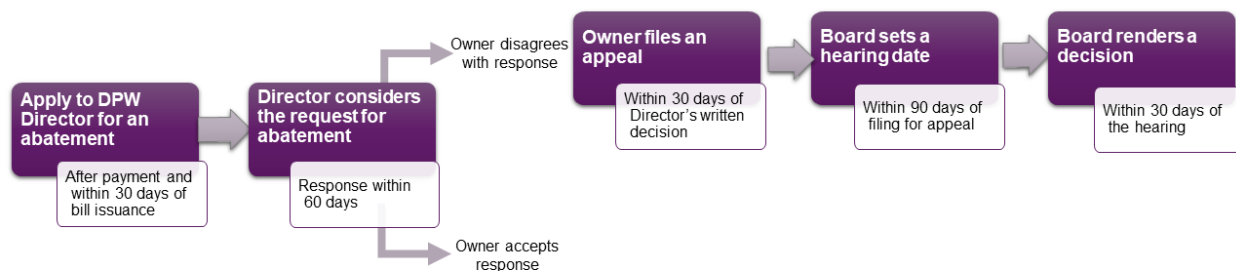 Apply to DPW
Director for an
abatement
After payment and
within 30 days of
bill issuance
Director considers
the request for
abatement
Response within
60 days
Owner disagrees
with response
Owner accepts
response
Owner files an
appeal
Within 30 days of
Director’s written
decision
Board sets a
hearing date
Within 90 days of
filing for appeal
Board renders a
decision
Within 30 days of
the hearing